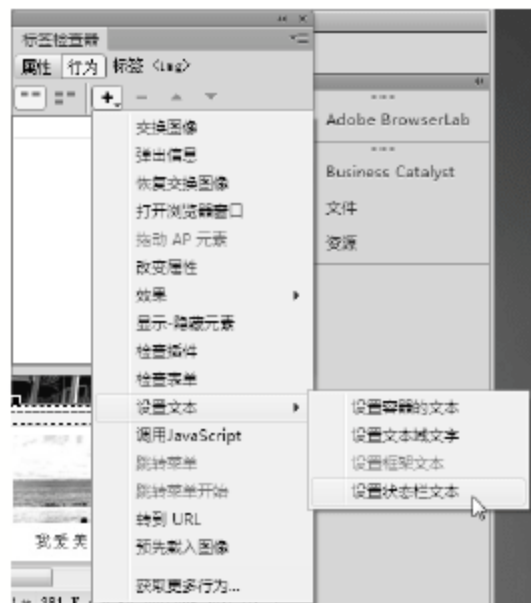 标签检查器
属性 行为 标签 <img>
交换图像
弹出信息
恢复交换图像
打开浏览器窗口
拖动 AP 元素
改变属性
效果
显示-隐藏元素
检查插件
检查表单
设置文本
调用JavaScript
跳转菜单
跳转菜单开始
转到 URL
预先载入图像
获取更多行为...
设置容器的文本
设置文本域文字
设置框架文本
设置状态栏文本
Adobe BrowserLab
Business Catalyst
文件
资源
我爱美